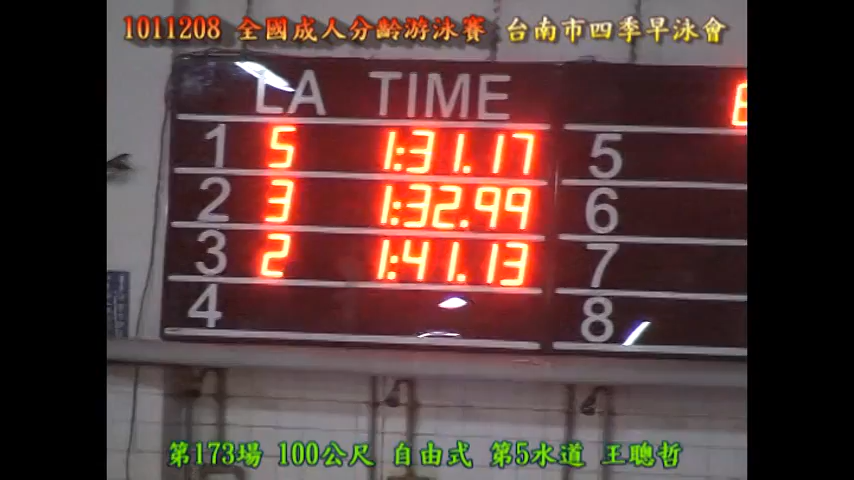 1011208 全國成人分齡游泳賽 台南市四季早泳會
LA TIME
1 5 1:31.17 5
2 3 1:32.99 6
3 2 1:41.13 7
4 8
第173場 100公尺 自由式 第5水道 王聰哲